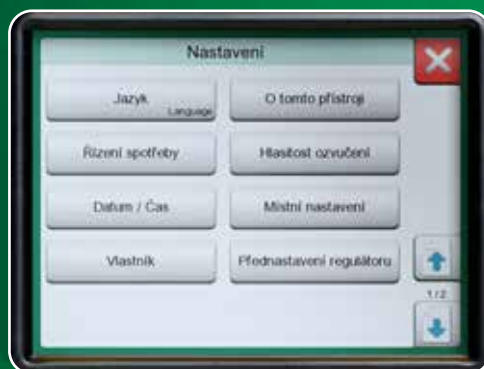 Nastavení
Jazyk
Language
O tomto přístroji
Řízení spotřeby
Hlasitost ozvučení
Datum / Čas
Místní nastavení
Vlastník
Přednastavení regulátoru
1/2